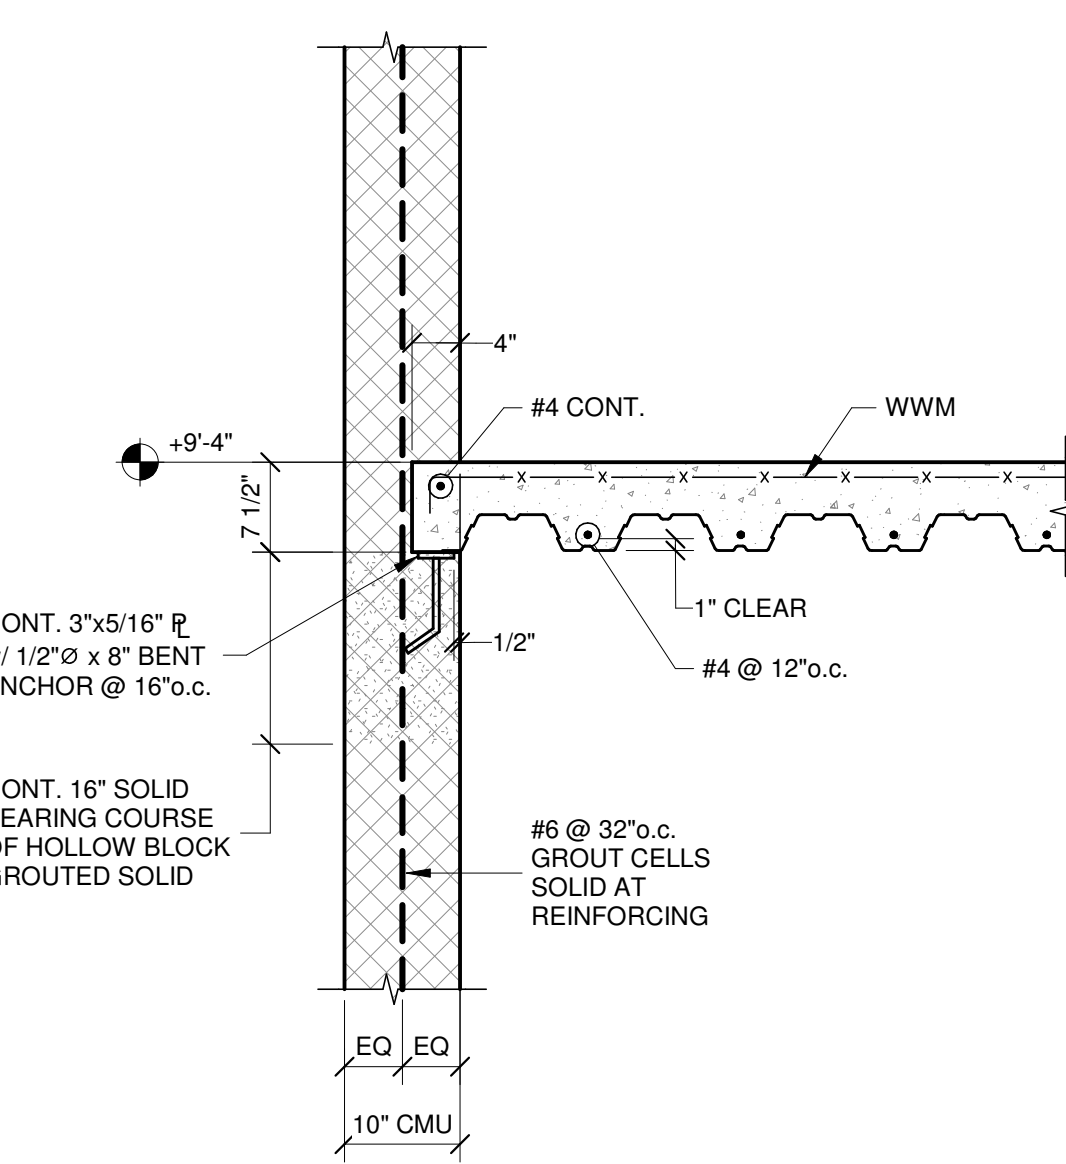 4"
#4 CONT.
WWM
+9'-4"
7 1/2"
X X X X X X X
ONT. 3"x5/16" ⅊
/ 1/2"Ø x 8" BENT
NCHOR @ 16"o.c.
1/2"
1" CLEAR
#4 @ 12"o.c.
ONT. 16" SOLID
EARING COURSE
OF HOLLOW BLOCK
GROUTED SOLID
#6 @ 32"o.c.
GROUT CELLS
SOLID AT
REINFORCING
EQ EQ
10" CMU